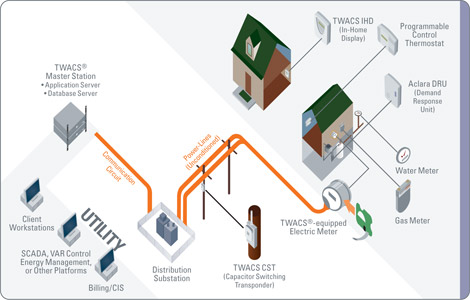 TWACS IHD
(In-Home
Display)
Programmable
Control
Thermostat
TWACS®
Master Station
• Application Server
• Database Server
Aclara DRU
(Demand
Response
Unit)
Power-Lines
(Unconditioned)
Communication
Circuit
Water Meter
Gas Meter
TWACS®-equipped
Electric Meter
Client
Workstations
UTILITY
SCADA, VAR Control
Energy Management,
or Other Platforms
Billing/CIS
Distribution
Substation
TWACS CST
(Capacitor Switching
Transponder)